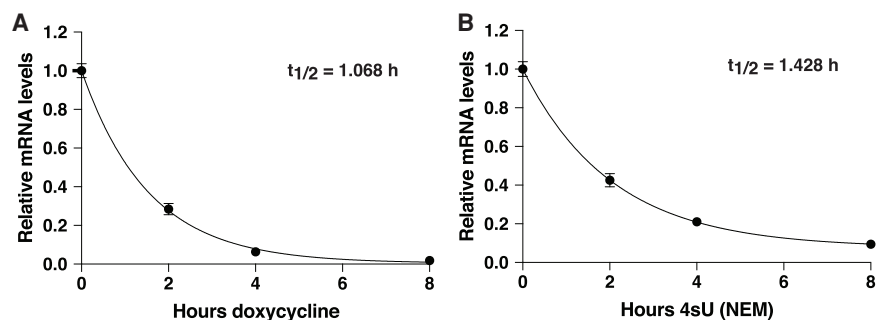 A
Relative mRNA levels
1.2
1.0
0.8
0.6
0.4
0.2
0.0
t1/2 = 1.068 h
0 2 4 6 8
Hours doxycycline
B
Relative mRNA levels
1.2
1.0
0.8
0.6
0.4
0.2
0.0
t1/2 = 1.428 h
0 2 4 6 8
Hours 4sU (NEM)